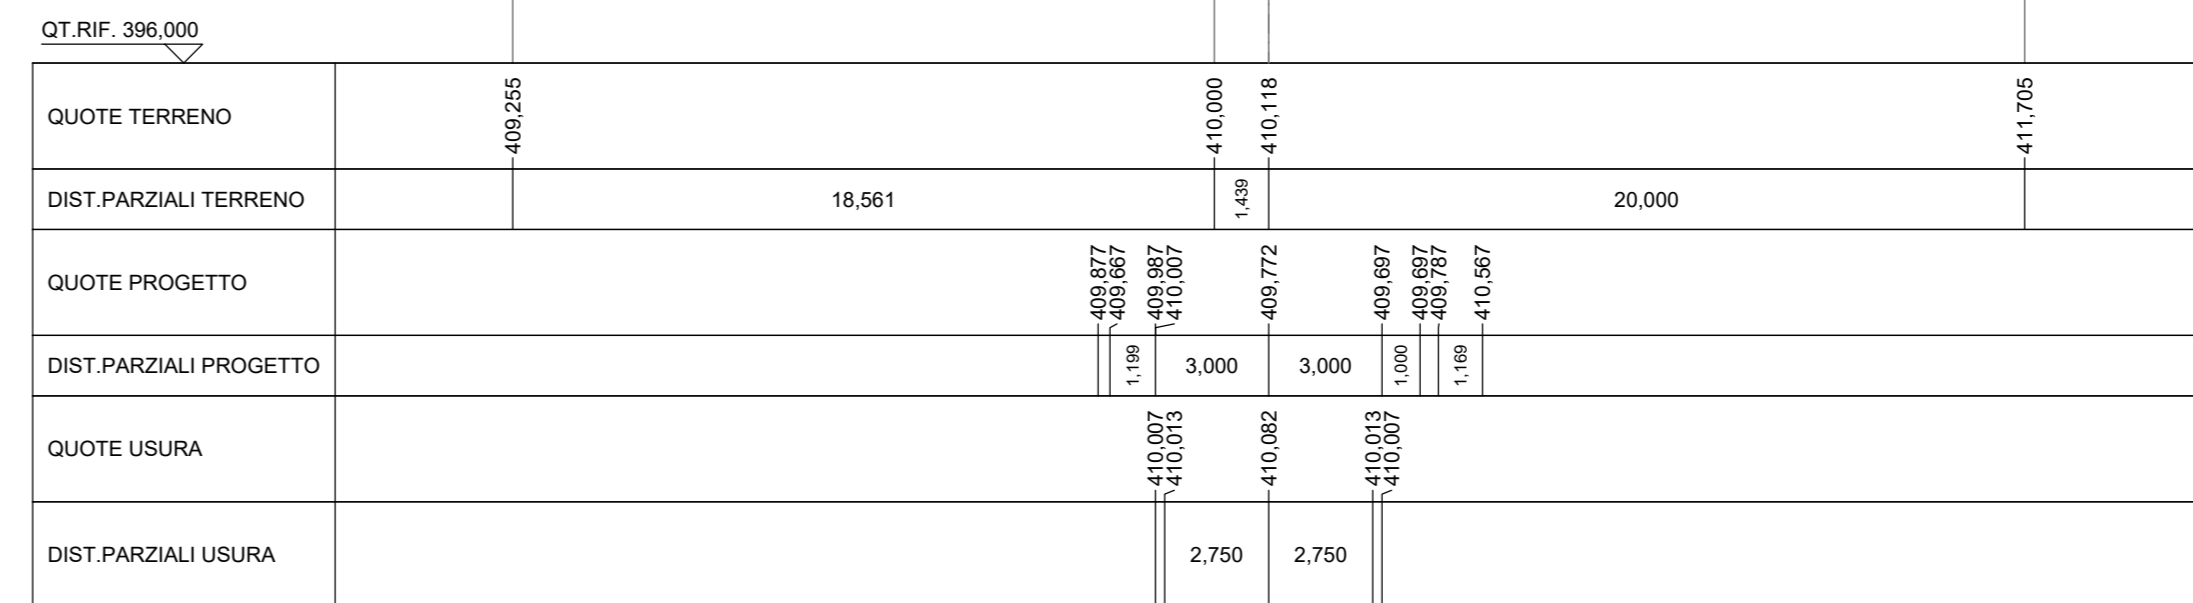 QT.RIF. 396,000
QUOTE TERRENO 409,255 410,000 410,118 411,705
DIST.PARZIALI TERRENO 18,561 1,439 20,000
QUOTE PROGETTO 409,877 409,667 409,987 410,007 409,772 409,697 409,697 409,787 410,567
DIST.PARZIALI PROGETTO 1,199 3,000 3,000 1,000 1,169
QUOTE USURA 410,007 410,013 410,082 410,013 410,007
DIST.PARZIALI USURA 2,750 2,750